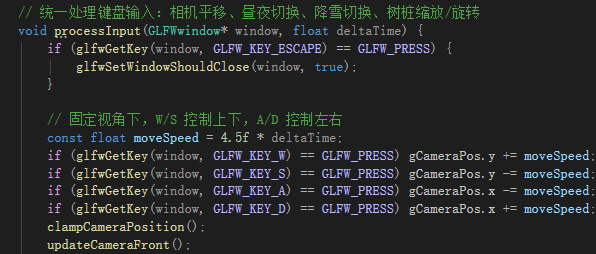 // 统一处理键盘输入：相机平移、昼夜切换、降雪切换、树桩缩放/旋转
void processInput(GLFWwindow* window, float deltaTime) {
if (glfwGetKey(window, GLFW_KEY_ESCAPE) == GLFW_PRESS) {
glfwSetWindowShouldClose(window, true);
}
// 固定视角下，W/S 控制上下，A/D 控制左右
const float moveSpeed = 4.5f * deltaTime;
if (glfwGetKey(window, GLFW_KEY_W) == GLFW_PRESS) gCameraPos.y += moveSpeed;
if (glfwGetKey(window, GLFW_KEY_S) == GLFW_PRESS) gCameraPos.y -= moveSpeed;
if (glfwGetKey(window, GLFW_KEY_A) == GLFW_PRESS) gCameraPos.x -= moveSpeed;
if (glfwGetKey(window, GLFW_KEY_D) == GLFW_PRESS) gCameraPos.x += moveSpeed;
clampCameraPosition();
updateCameraFront();